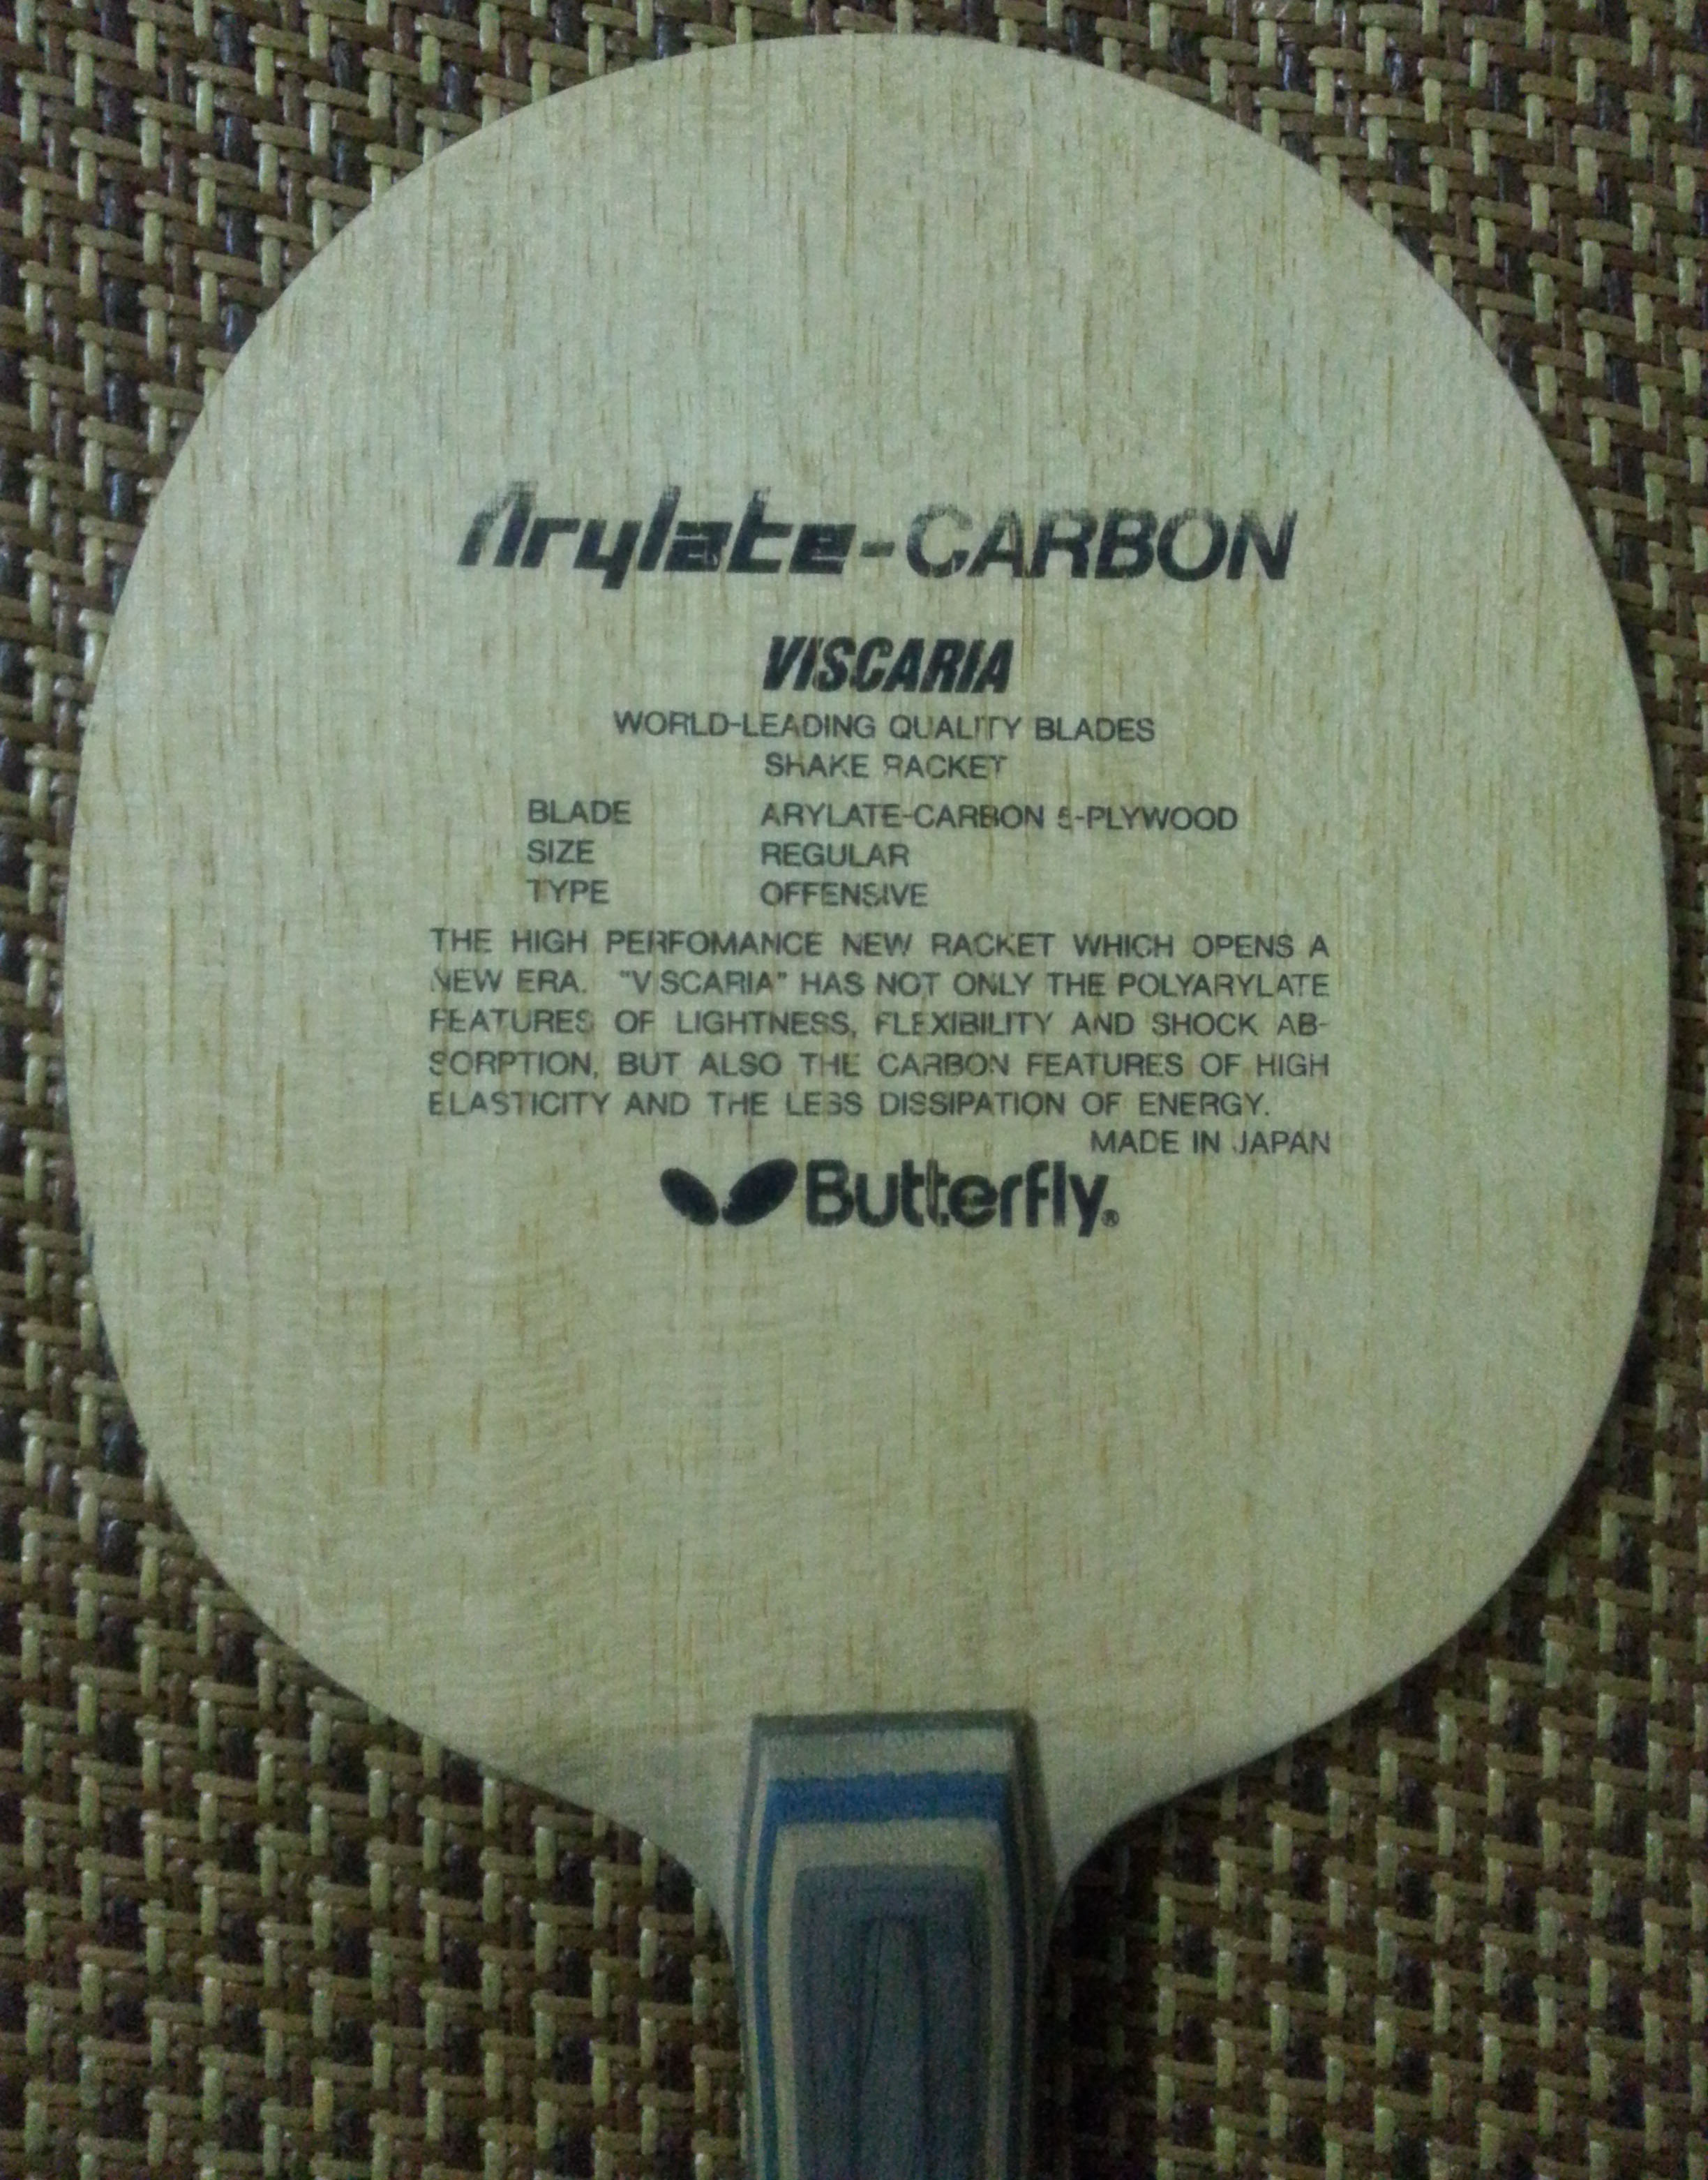 Arylate-CARBON
VISCARIA
WORLD-LEADING QUALITY BLADES
SHAKE RACKET
BLADE ARYLATE-CARBON 5-PLYWOOD
SIZE REGULAR
TYPE OFFENSIVE
THE HIGH PERFOMANCE NEW RACKET WHICH OPENS A
NEW ERA. "VISCARIA" HAS NOT ONLY THE POLYARYLATE
FEATURES OF LIGHTNESS, FLEXIBILITY AND SHOCK AB-
SORPTION, BUT ALSO THE CARBON FEATURES OF HIGH
ELASTICITY AND THE LESS DISSIPATION OF ENERGY.
MADE IN JAPAN
Butterfly®